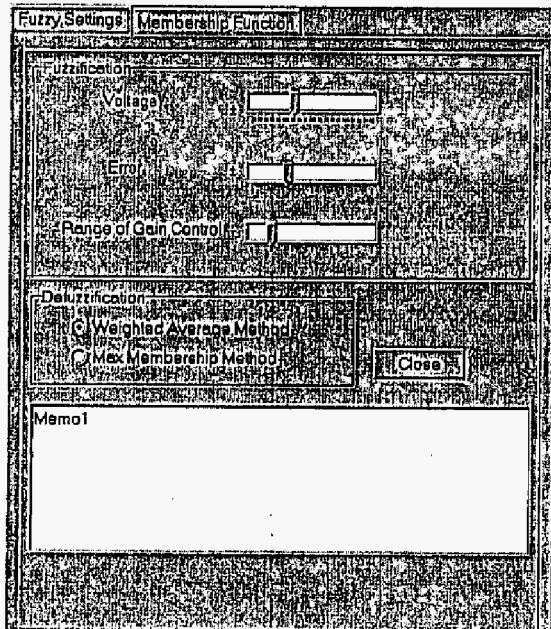 Fuzzy Settings
Membership Function
Fuzzification
Voltage
Error
Range of Gain Control
Defuzzification
Weighted Average Method
Max Membership Method
Close
Memo1